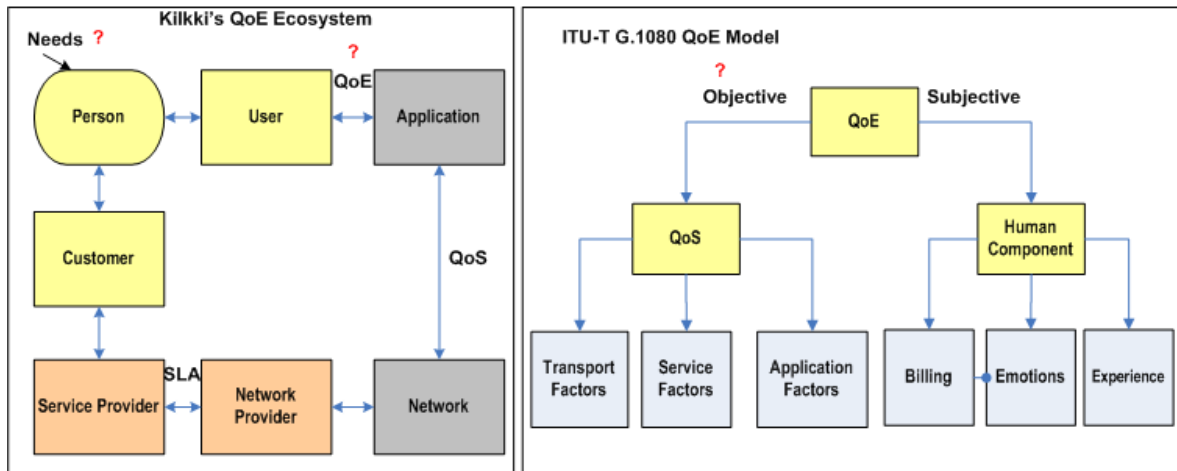 Kilkki's QoE Ecosystem
Needs ?
?
QoE
Person
User
Application
Customer
QoS
SLA
Service Provider
Network
Provider
Network
ITU-T G.1080 QoE Model
?
Objective
Subjective
QoE
QoS
Human
Component
Transport
Factors
Service
Factors
Application
Factors
Billing
Emotions
Experience